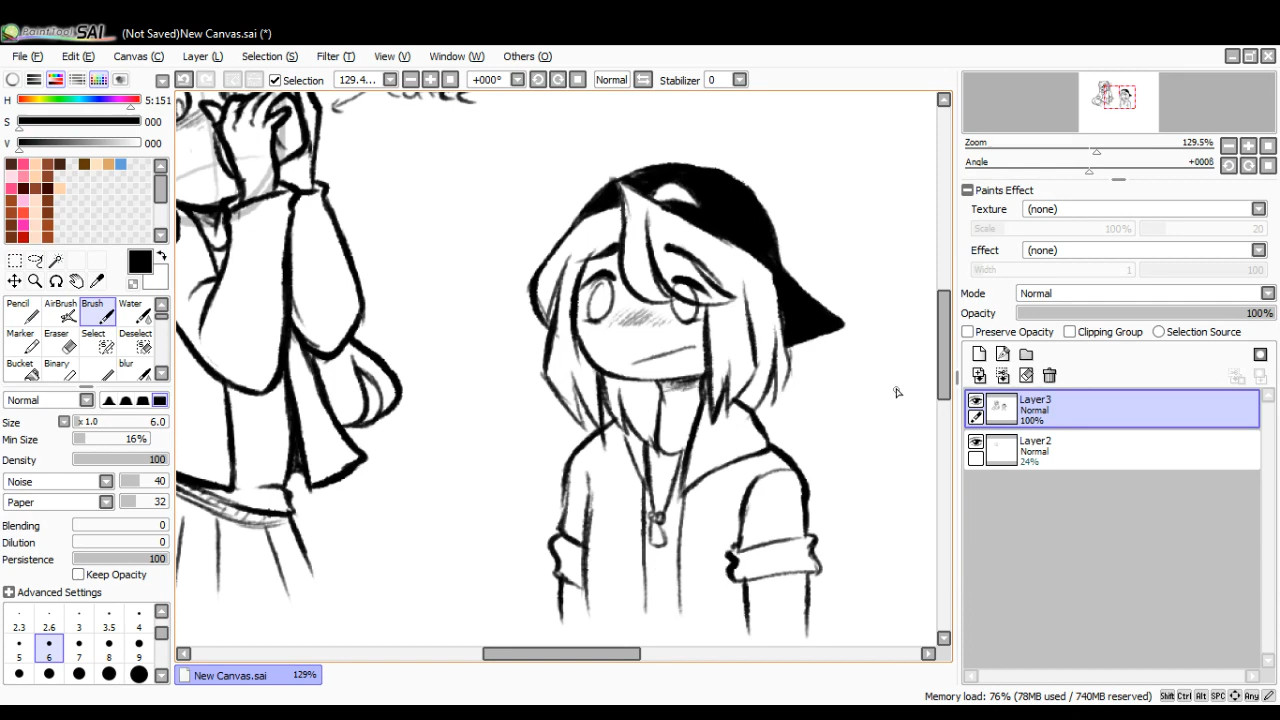 PaintTool SAI (Not Saved)New Canvas.sai (*)
File (F) Edit (E) Canvas (C) Layer (L) Selection (S) Filter (T) View (V) Window (W) Others (O)
Selection 129.4... +000° Normal Stabilizer 0
H 5:151
S 000
V 000
Pencil AirBrush Brush Water
Marker Eraser Select Deselect
Bucket Binary blur
Normal
Size x 1.0 6.0
Min Size 16%
Density 100
Noise 40
Paper 32
Blending 0
Dilution 0
Persistence 100
Keep Opacity
Advanced Settings
2.3 2.6 3 3.5 4
5 6 7 8 9
New Canvas.sai 129%
Zoom 129.5%
Angle +000ß
Paints Effect
Texture (none)
Scale 100% 20
Effect (none)
Width 1 100
Mode Normal
Opacity 100%
Preserve Opacity Clipping Group Selection Source
Layer3
Normal
100%
Layer2
Normal
24%
Memory load: 76% (78MB used / 740MB reserved) Shift Ctrl Alt SPC Any